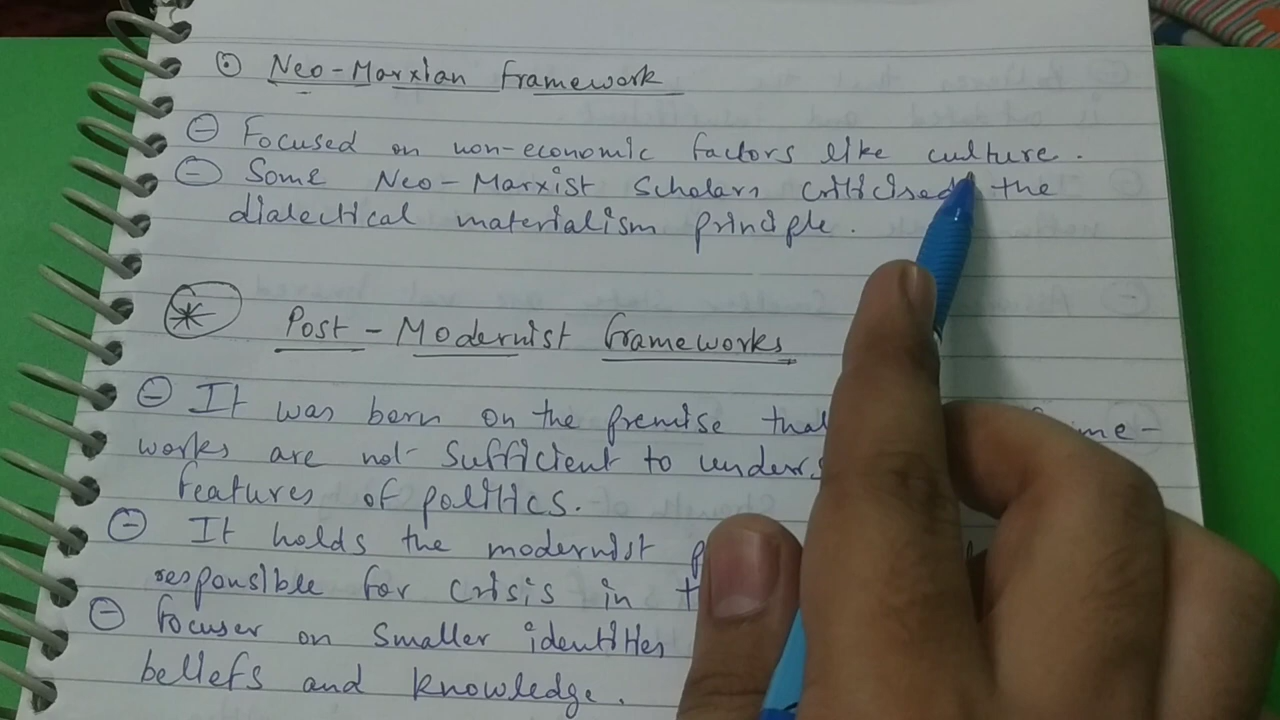 Neo-Marxian Framework
Focused on non-economic factors like culture.
Some Neo-Marxist Scholars criticised the
dialectical materialism principle.
Post-Modernist Frameworks
It was born on the premise
works are not sufficient to
features of politics.
It holds the modernist
responsible for crisis in
Focuses on smaller identities
beliefs and knowledge.